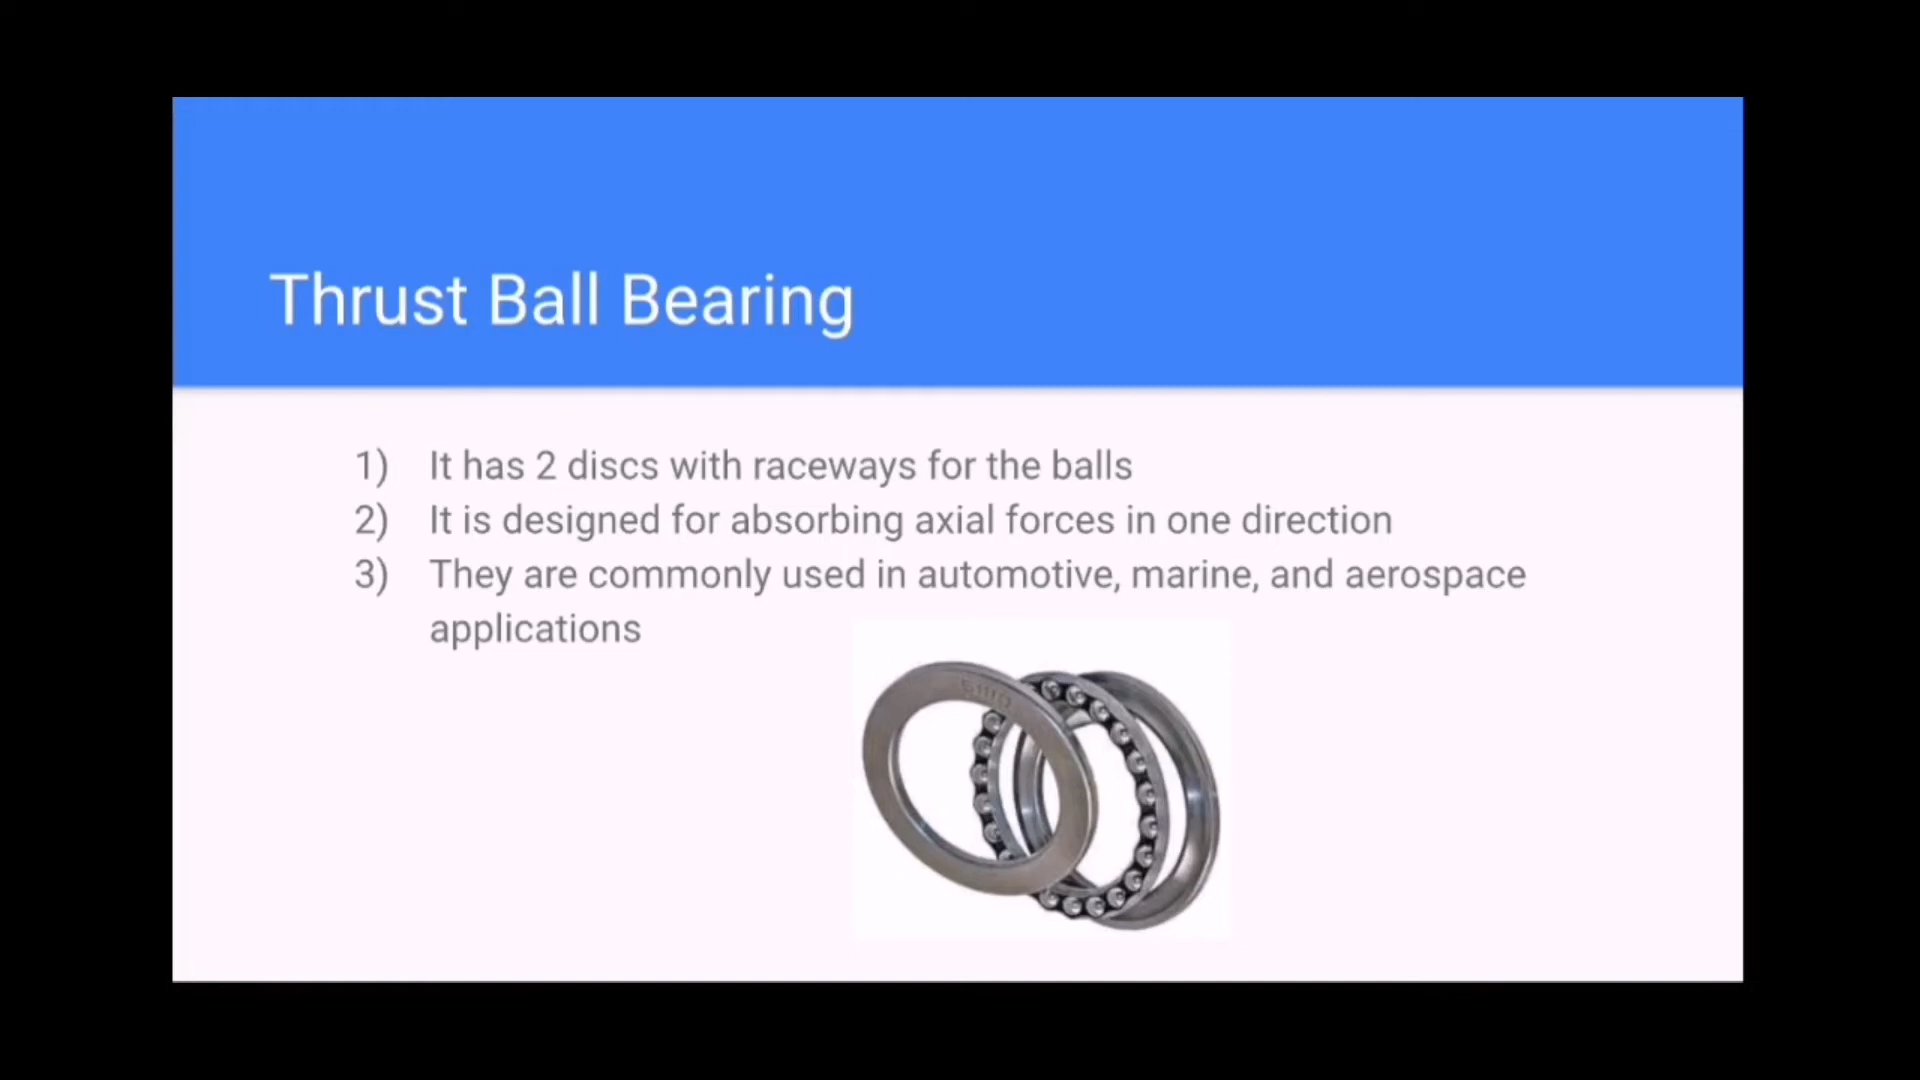 Thrust Ball Bearing
1) It has 2 discs with raceways for the balls
2) It is designed for absorbing axial forces in one direction
3) They are commonly used in automotive, marine, and aerospace
applications